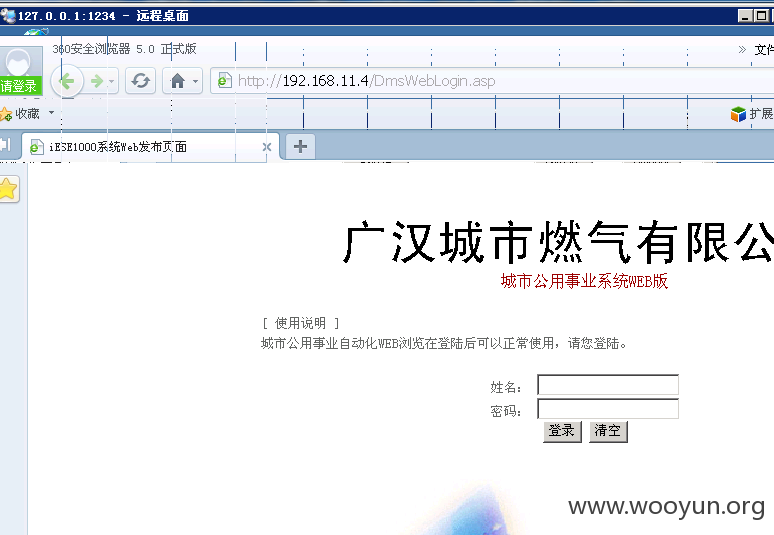 127.0.0.1:1234 - 远程桌面
360安全浏览器 5.0 正式版
» 文件
请登录
http://192.168.11.4/DmsWebLogin.asp
收藏
扩展
iESE1000系统Web发布页面
广汉城市燃气有限公
城市公用事业系统WEB版
[ 使用说明 ]
城市公用事业自动化WEB浏览在登陆后可以正常使用，请您登陆。
姓名：
密码：
登录 清空
www.wooyun.org